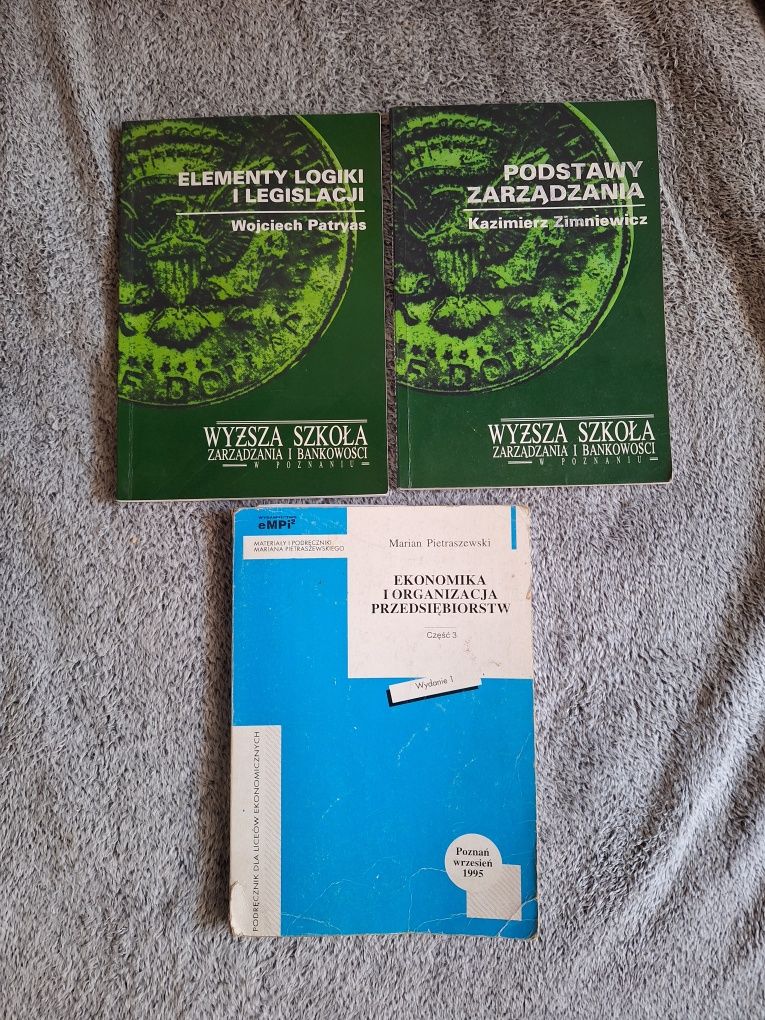 ELEMENTY LOGIKI
I LEGISLACJI
Wojciech Patryas
WYŻSZA SZKOŁA
ZARZĄDZANIA I BANKOWOŚCI
W POZNANIU
PODSTAWY
ZARZĄDZANIA
Kazimierz Zimniewicz
WYŻSZA SZKOŁA
ZARZĄDZANIA I BANKOWOŚCI
W POZNANIU
eMPi²
MATERIAŁY I PODRĘCZNIKI
MARIANA PIETRASZEWSKIEGO
Marian Pietraszewski
EKONOMIKA
I ORGANIZACJA
PRZEDSIĘBIORSTW
Część 3
Wydanie 1
PODRĘCZNIK DLA LICEÓW EKONOMICZNYCH
Poznań
wrzesień
1995